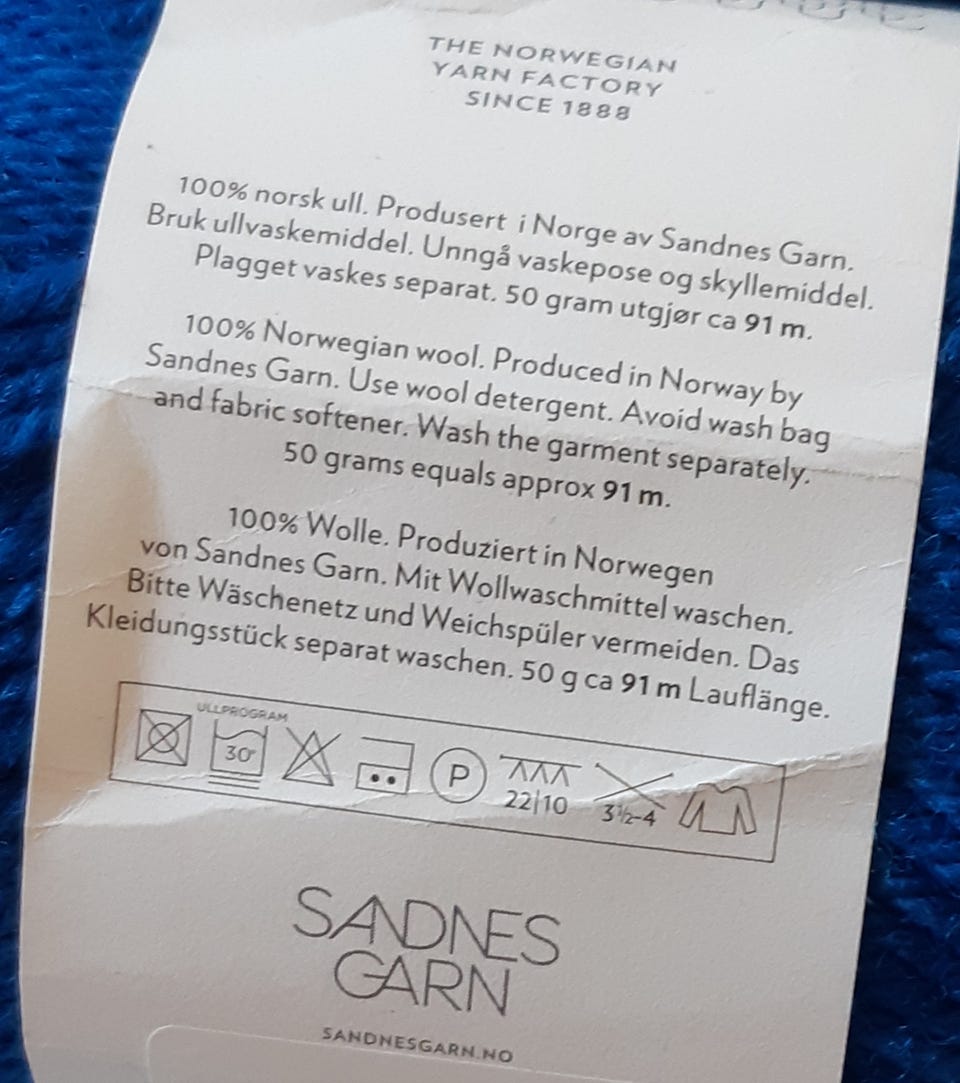 THE NORWEGIAN
YARN FACTORY
SINCE 1888
100% norsk ull. Produsert i Norge av Sandnes Garn.
Bruk ullvaskemiddel. Unngå vaskepose og skyllemiddel.
Plagget vaskes separat. 50 gram utgjør ca 91 m.
100% Norwegian wool. Produced in Norway by
Sandnes Garn. Use wool detergent. Avoid wash bag
and fabric softener. Wash the garment separately.
50 grams equals approx 91 m.
100% Wolle. Produziert in Norwegen
von Sandnes Garn. Mit Wollwaschmittel waschen.
Bitte Wäschenetz und Weichspüler vermeiden. Das
Kleidungsstück separat waschen. 50 g ca 91 m Lauflänge.
ULLPROGRAM
30° P 22|10 3½-4
SANDNES
GARN
SANDNESGARN.NO